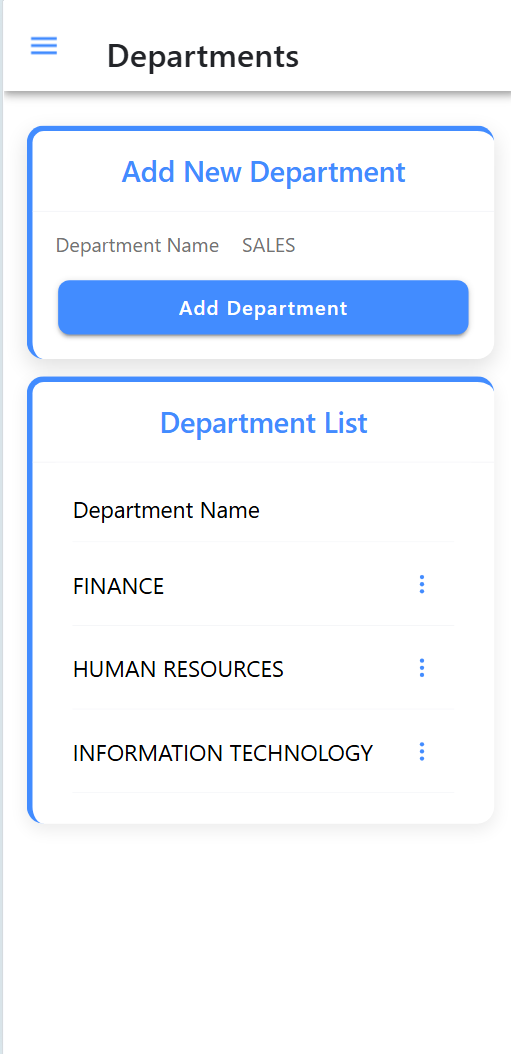 Departments
Add New Department
Department Name SALES
Add Department
Department List
Department Name
FINANCE
HUMAN RESOURCES
INFORMATION TECHNOLOGY